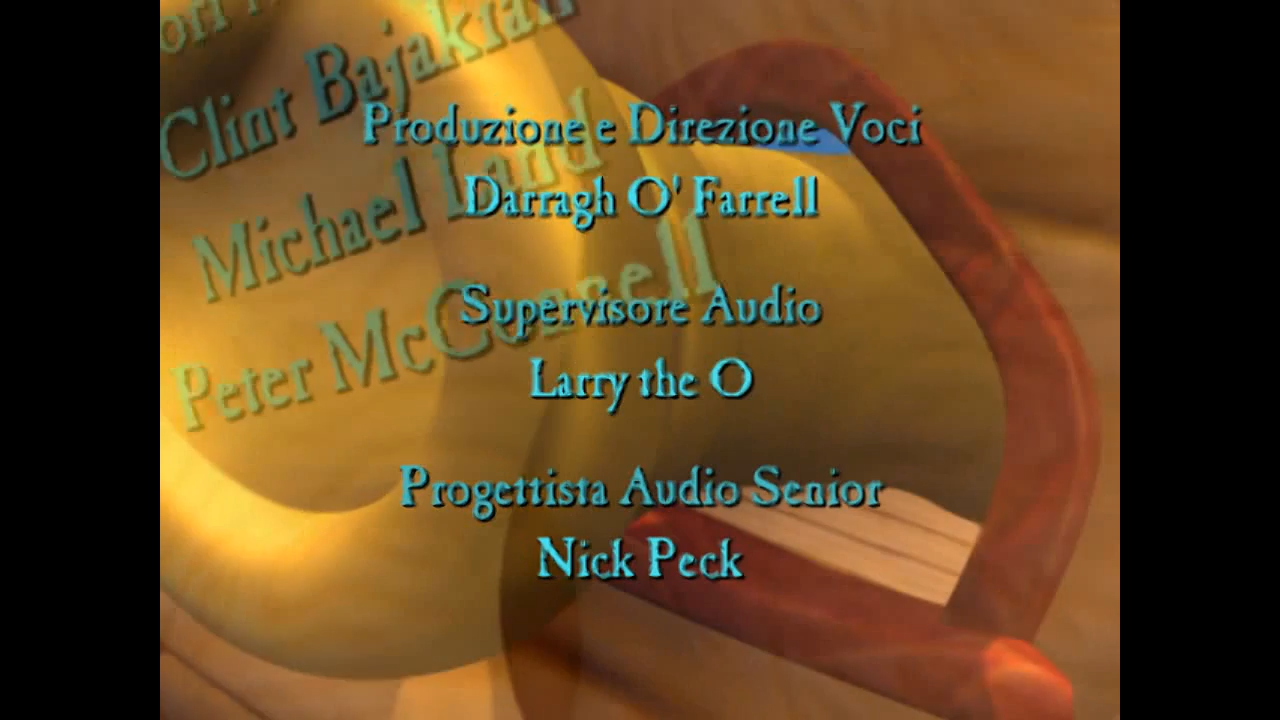 Clint Bajakian
Michael Land
Peter McConnell
Produzione e Direzione Voci
Darragh O' Farrell
Supervisore Audio
Larry the O
Progettista Audio Senior
Nick Peck